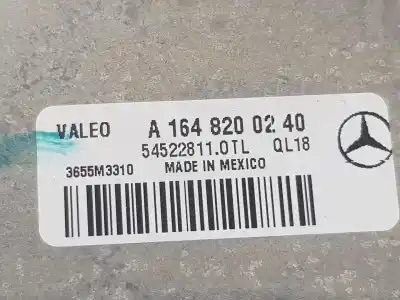 VALEO A 164 820 02 40
54522811.0TL QL18
3655M3310 MADE IN MEXICO